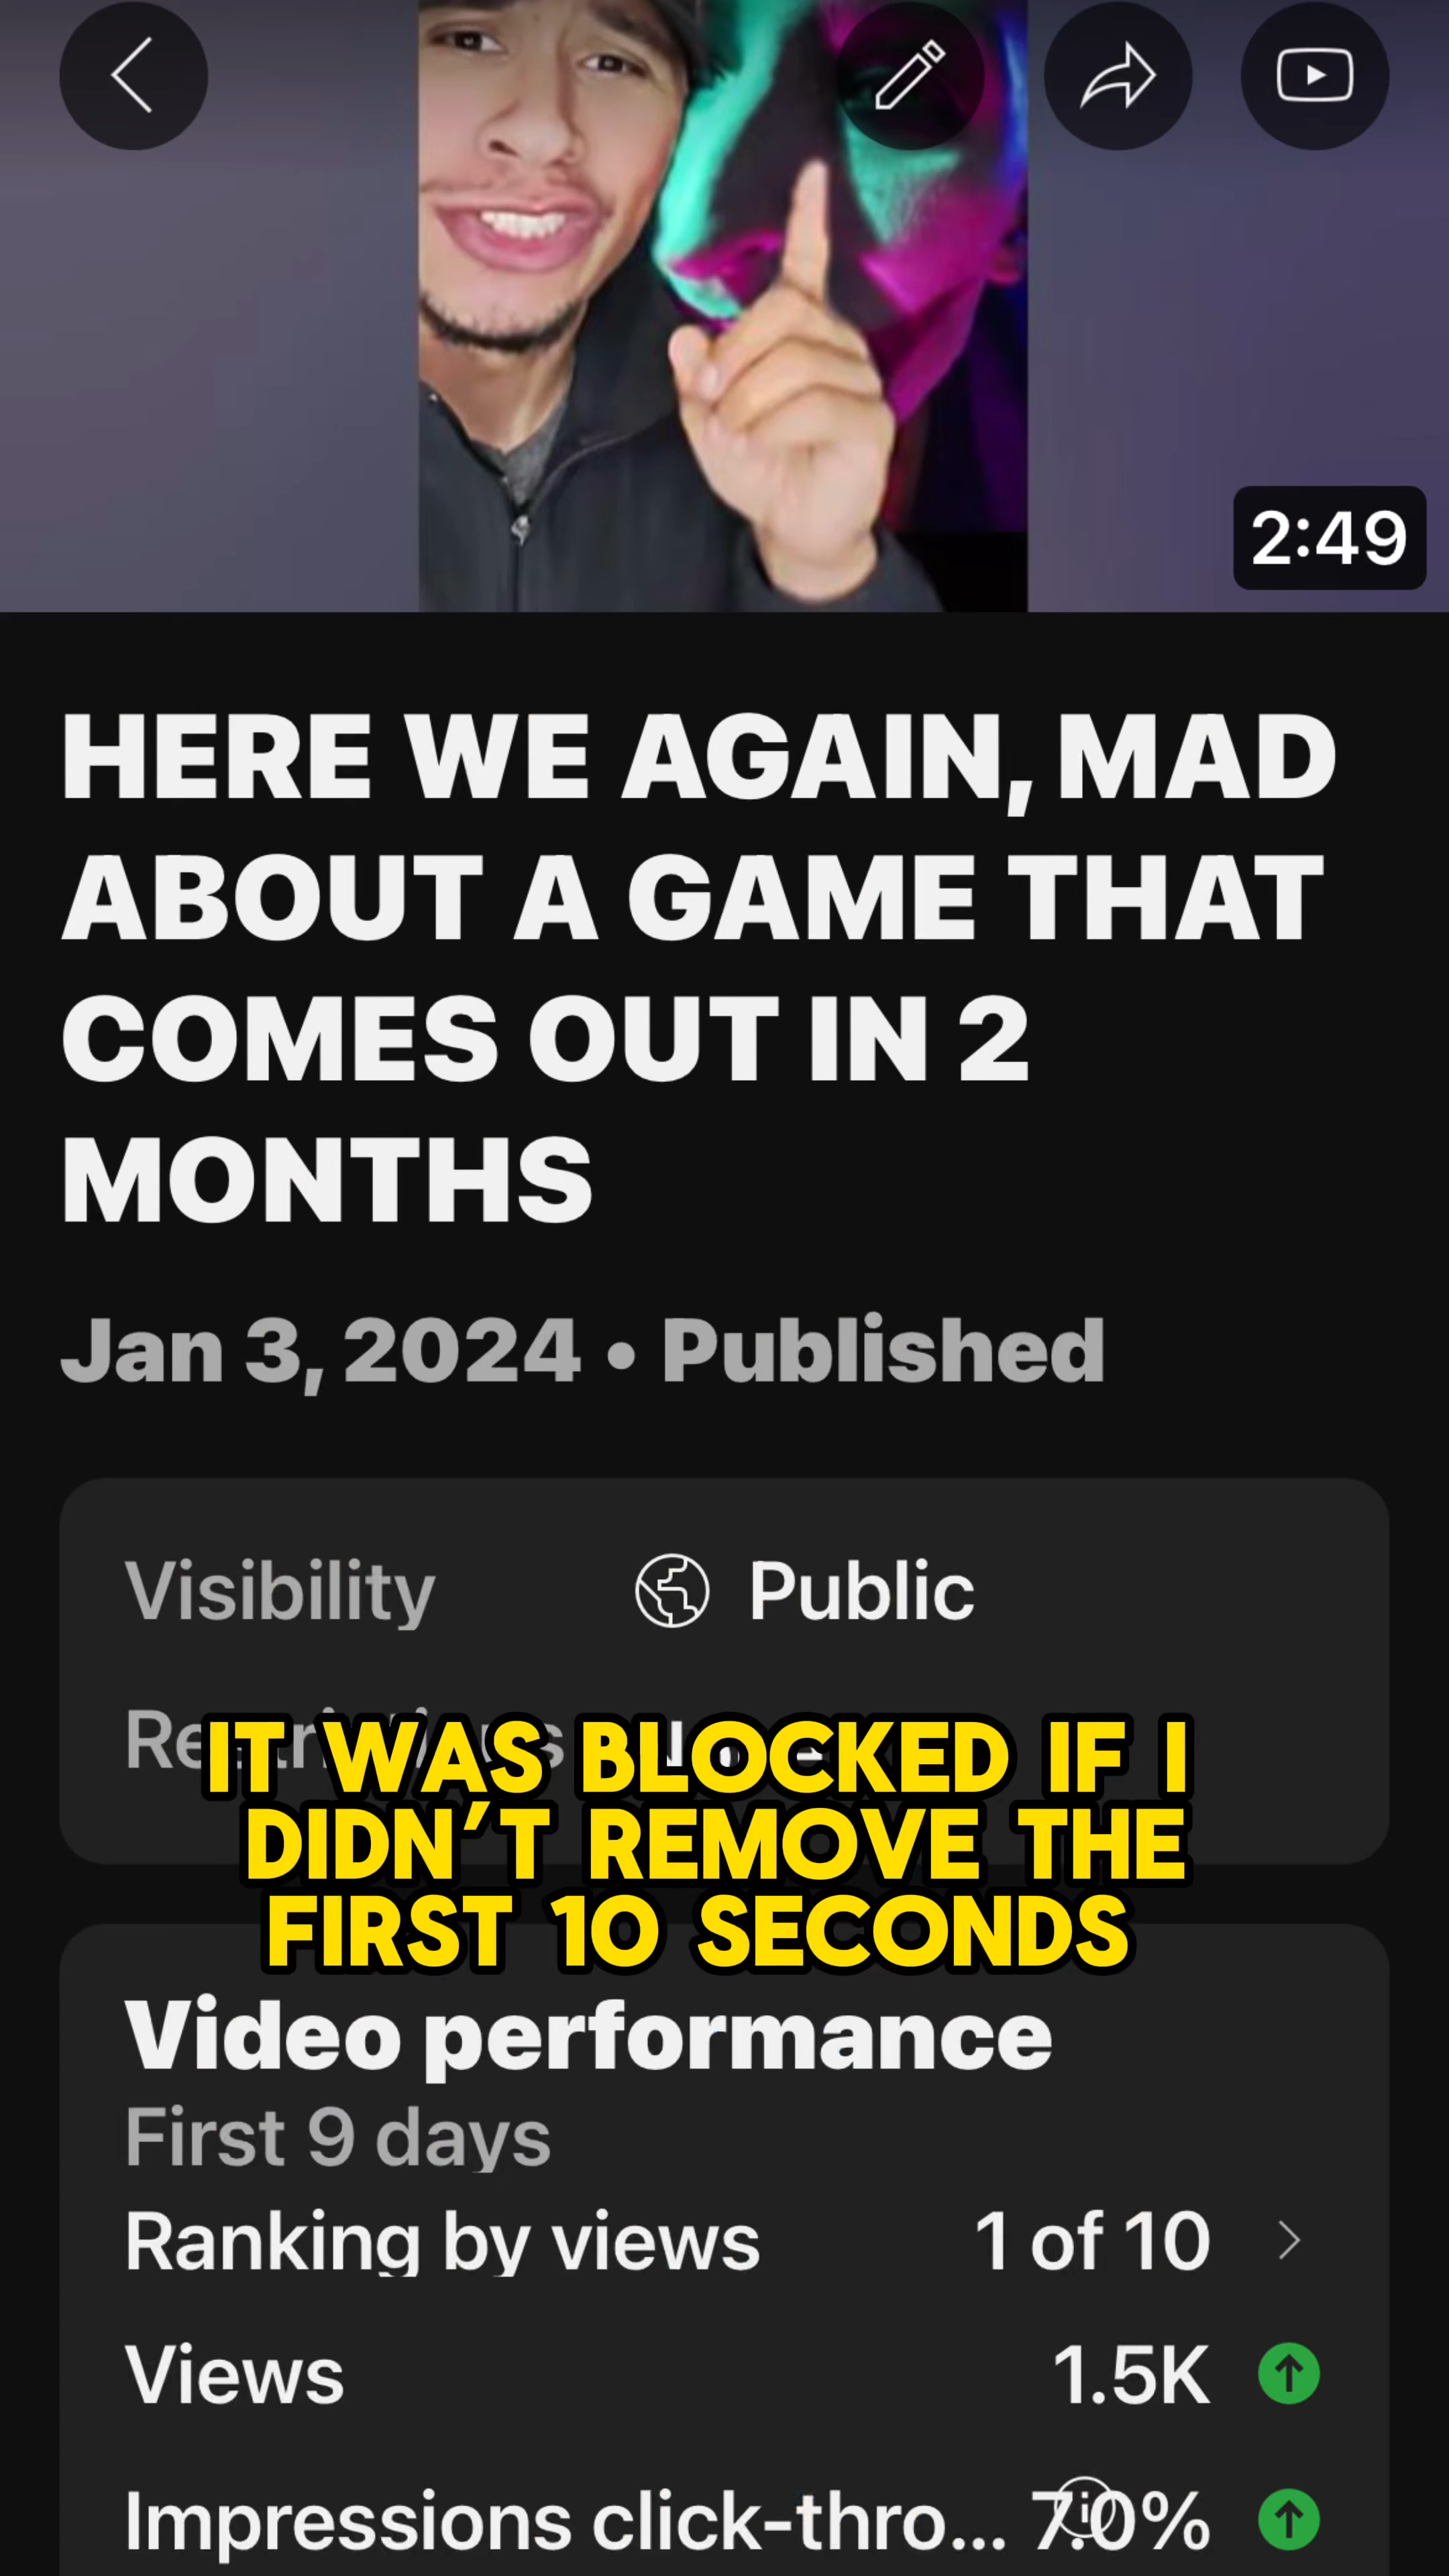 2:49
HERE WE AGAIN, MAD
ABOUT A GAME THAT
COMES OUT IN 2
MONTHS
Jan 3, 2024 • Published
Visibility Public
IT WAS BLOCKED IF I
DIDN'T REMOVE THE
FIRST 10 SECONDS
Video performance
First 9 days
Ranking by views 1 of 10
Views 1.5K
Impressions click-thro... 7.0%